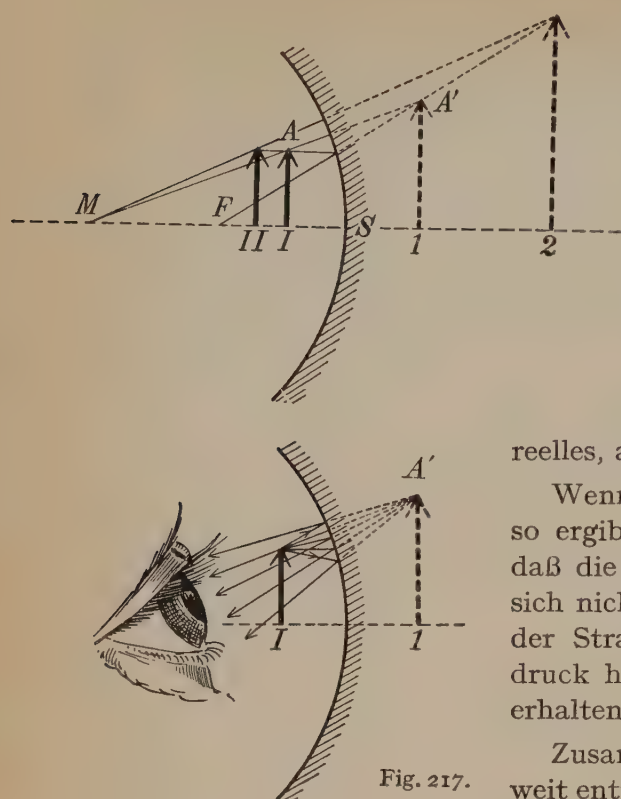 A A'
M F S
II I 1 2
A'
I 1
Fig. 217.
reelles, a
Wenn
so ergib
daß die
sich nich
der Stra
druck h
erhalten
Zusam
weit ent